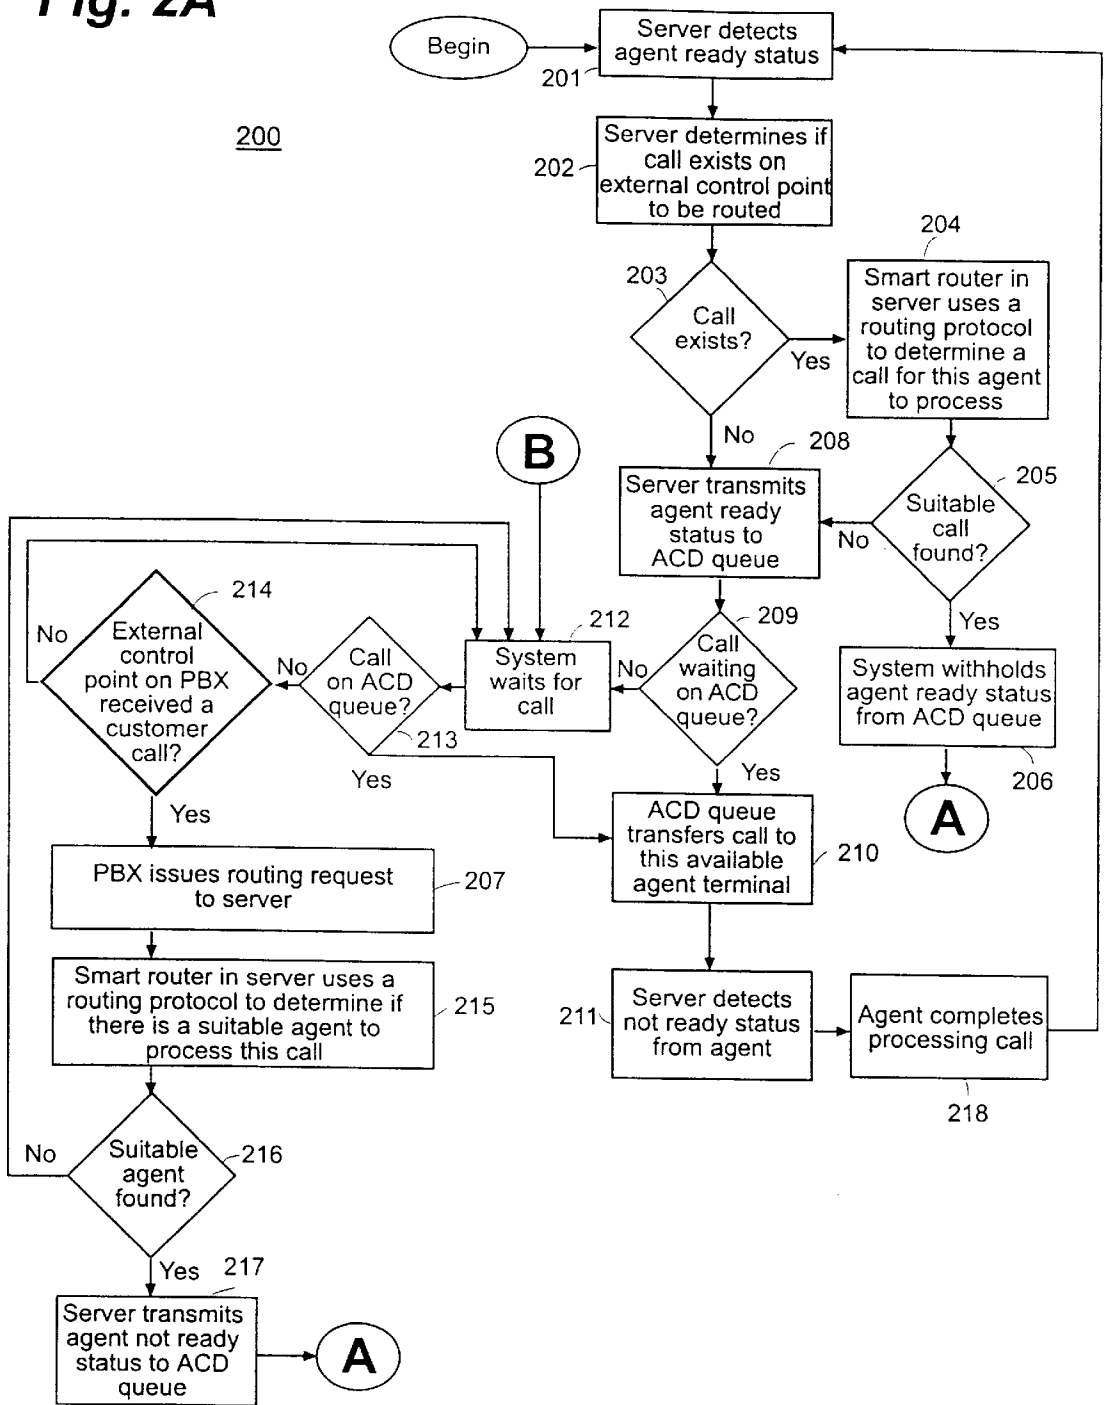 Fig. 2A
Begin
Server detects
agent ready status
201
200
Server determines if
call exists on
external control point
to be routed
202
204
203
Call
exists?
Yes
No
Smart router in
server uses a
routing protocol
to determine a
call for this agent
to process
B
208
Server transmits
agent ready
status to
ACD queue
205
Suitable
call
found?
No
Yes
214
External
control
point on PBX
received a
customer
call?
No
Yes
Call
on ACD
queue?
No
213
Yes
212
System
waits for
call
209
Call
waiting
on ACD
queue?
No
Yes
System withholds
agent ready status
from ACD queue
206
A
ACD queue
transfers call to
this available
agent terminal
210
PBX issues routing request
to server
207
Smart router in server uses a
routing protocol to determine if
there is a suitable agent to
process this call
215
211
Server detects
not ready status
from agent
Agent completes
processing call
218
No
Suitable
agent
found?
216
Yes
217
Server transmits
agent not ready
status to ACD
queue
A